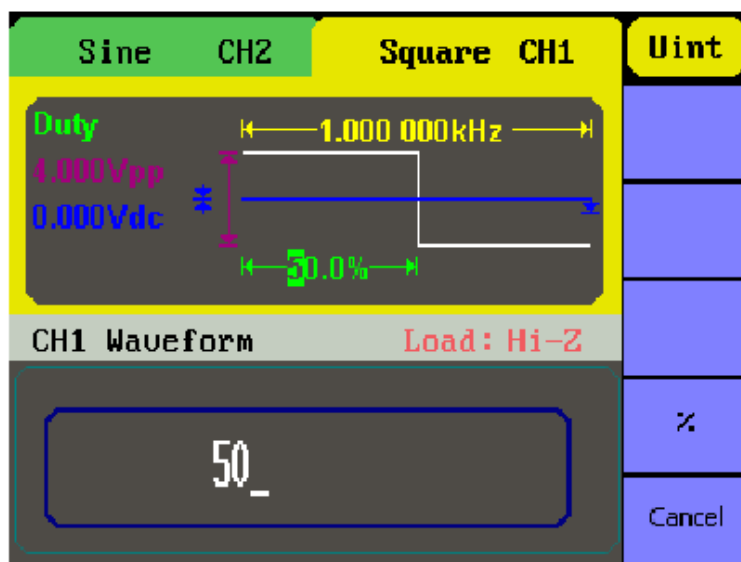 Sine CH2 Square CH1 Uint
Duty
1.000 000kHz
4.000Vpp
0.000Vdc
50.0%
CH1 Waveform Load: Hi-Z
50_
%
Cancel